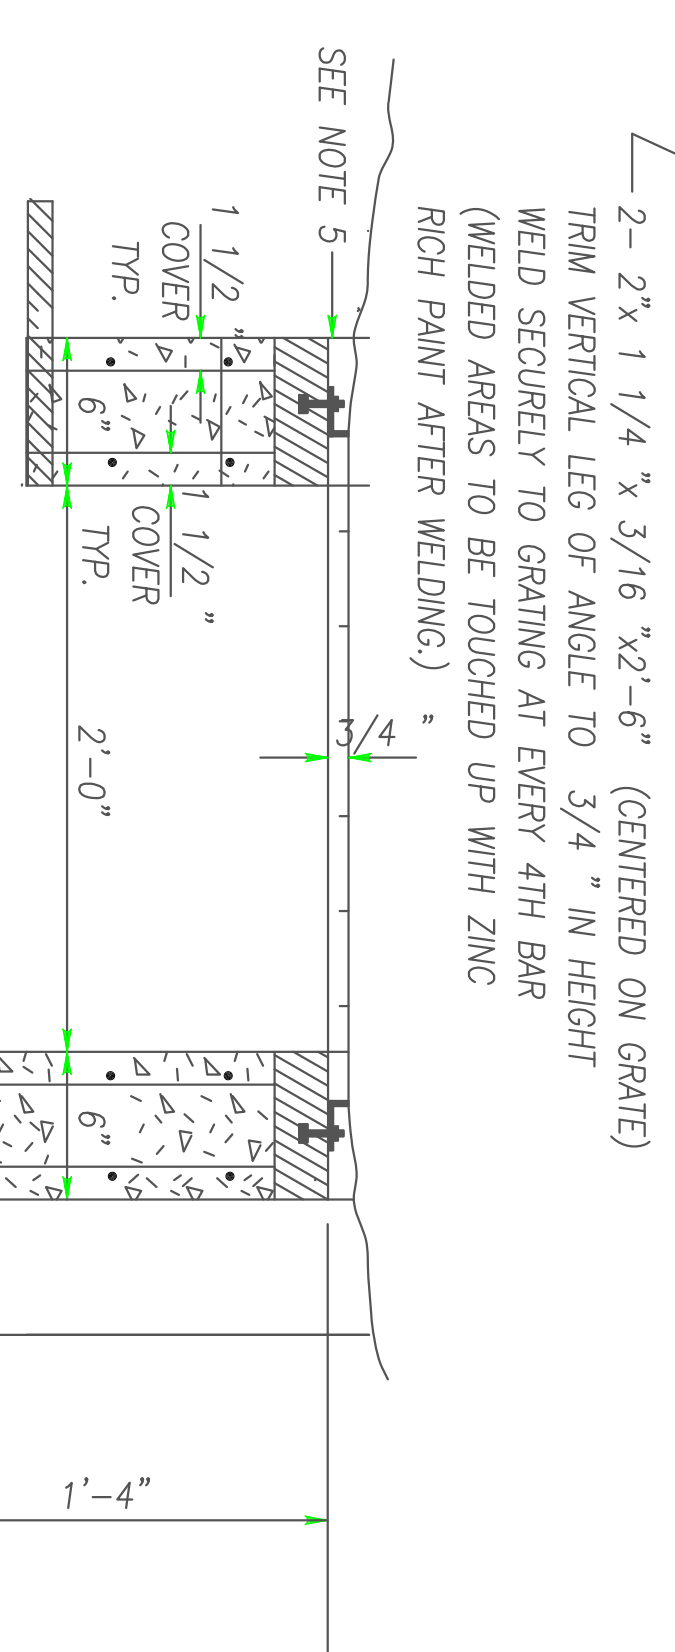 2- 2"x 1 1/4 "x 3/16 "x2'-6" (CENTERED ON GRATE)
TRIM VERTICAL LEG OF ANGLE TO 3/4 " IN HEIGHT
WELD SECURELY TO GRATING AT EVERY 4TH BAR
(WELDED AREAS TO BE TOUCHED UP WITH ZINC
RICH PAINT AFTER WELDING.)
SEE NOTE 5
3/4 "
1 1/2 "
COVER
TYP.
1 1/2 "
COVER
TYP.
6"
2'-0"
6"
1'-4"